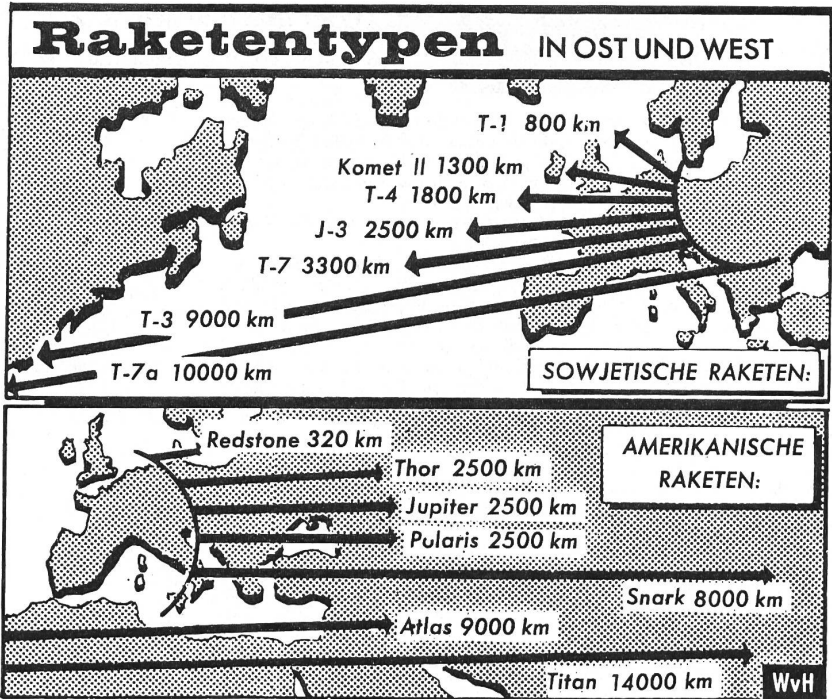 Raketentypen IN OST UND WEST
T-1 800 km
Komet II 1300 km
T-4 1800 km
J-3 2500 km
T-7 3300 km
T-3 9000 km
T-7a 10000 km
SOWJETISCHE RAKETEN:
Redstone 320 km
AMERIKANISCHE
RAKETEN:
Thor 2500 km
Jupiter 2500 km
Polaris 2500 km
Snark 8000 km
Atlas 9000 km
Titan 14000 km
WvH